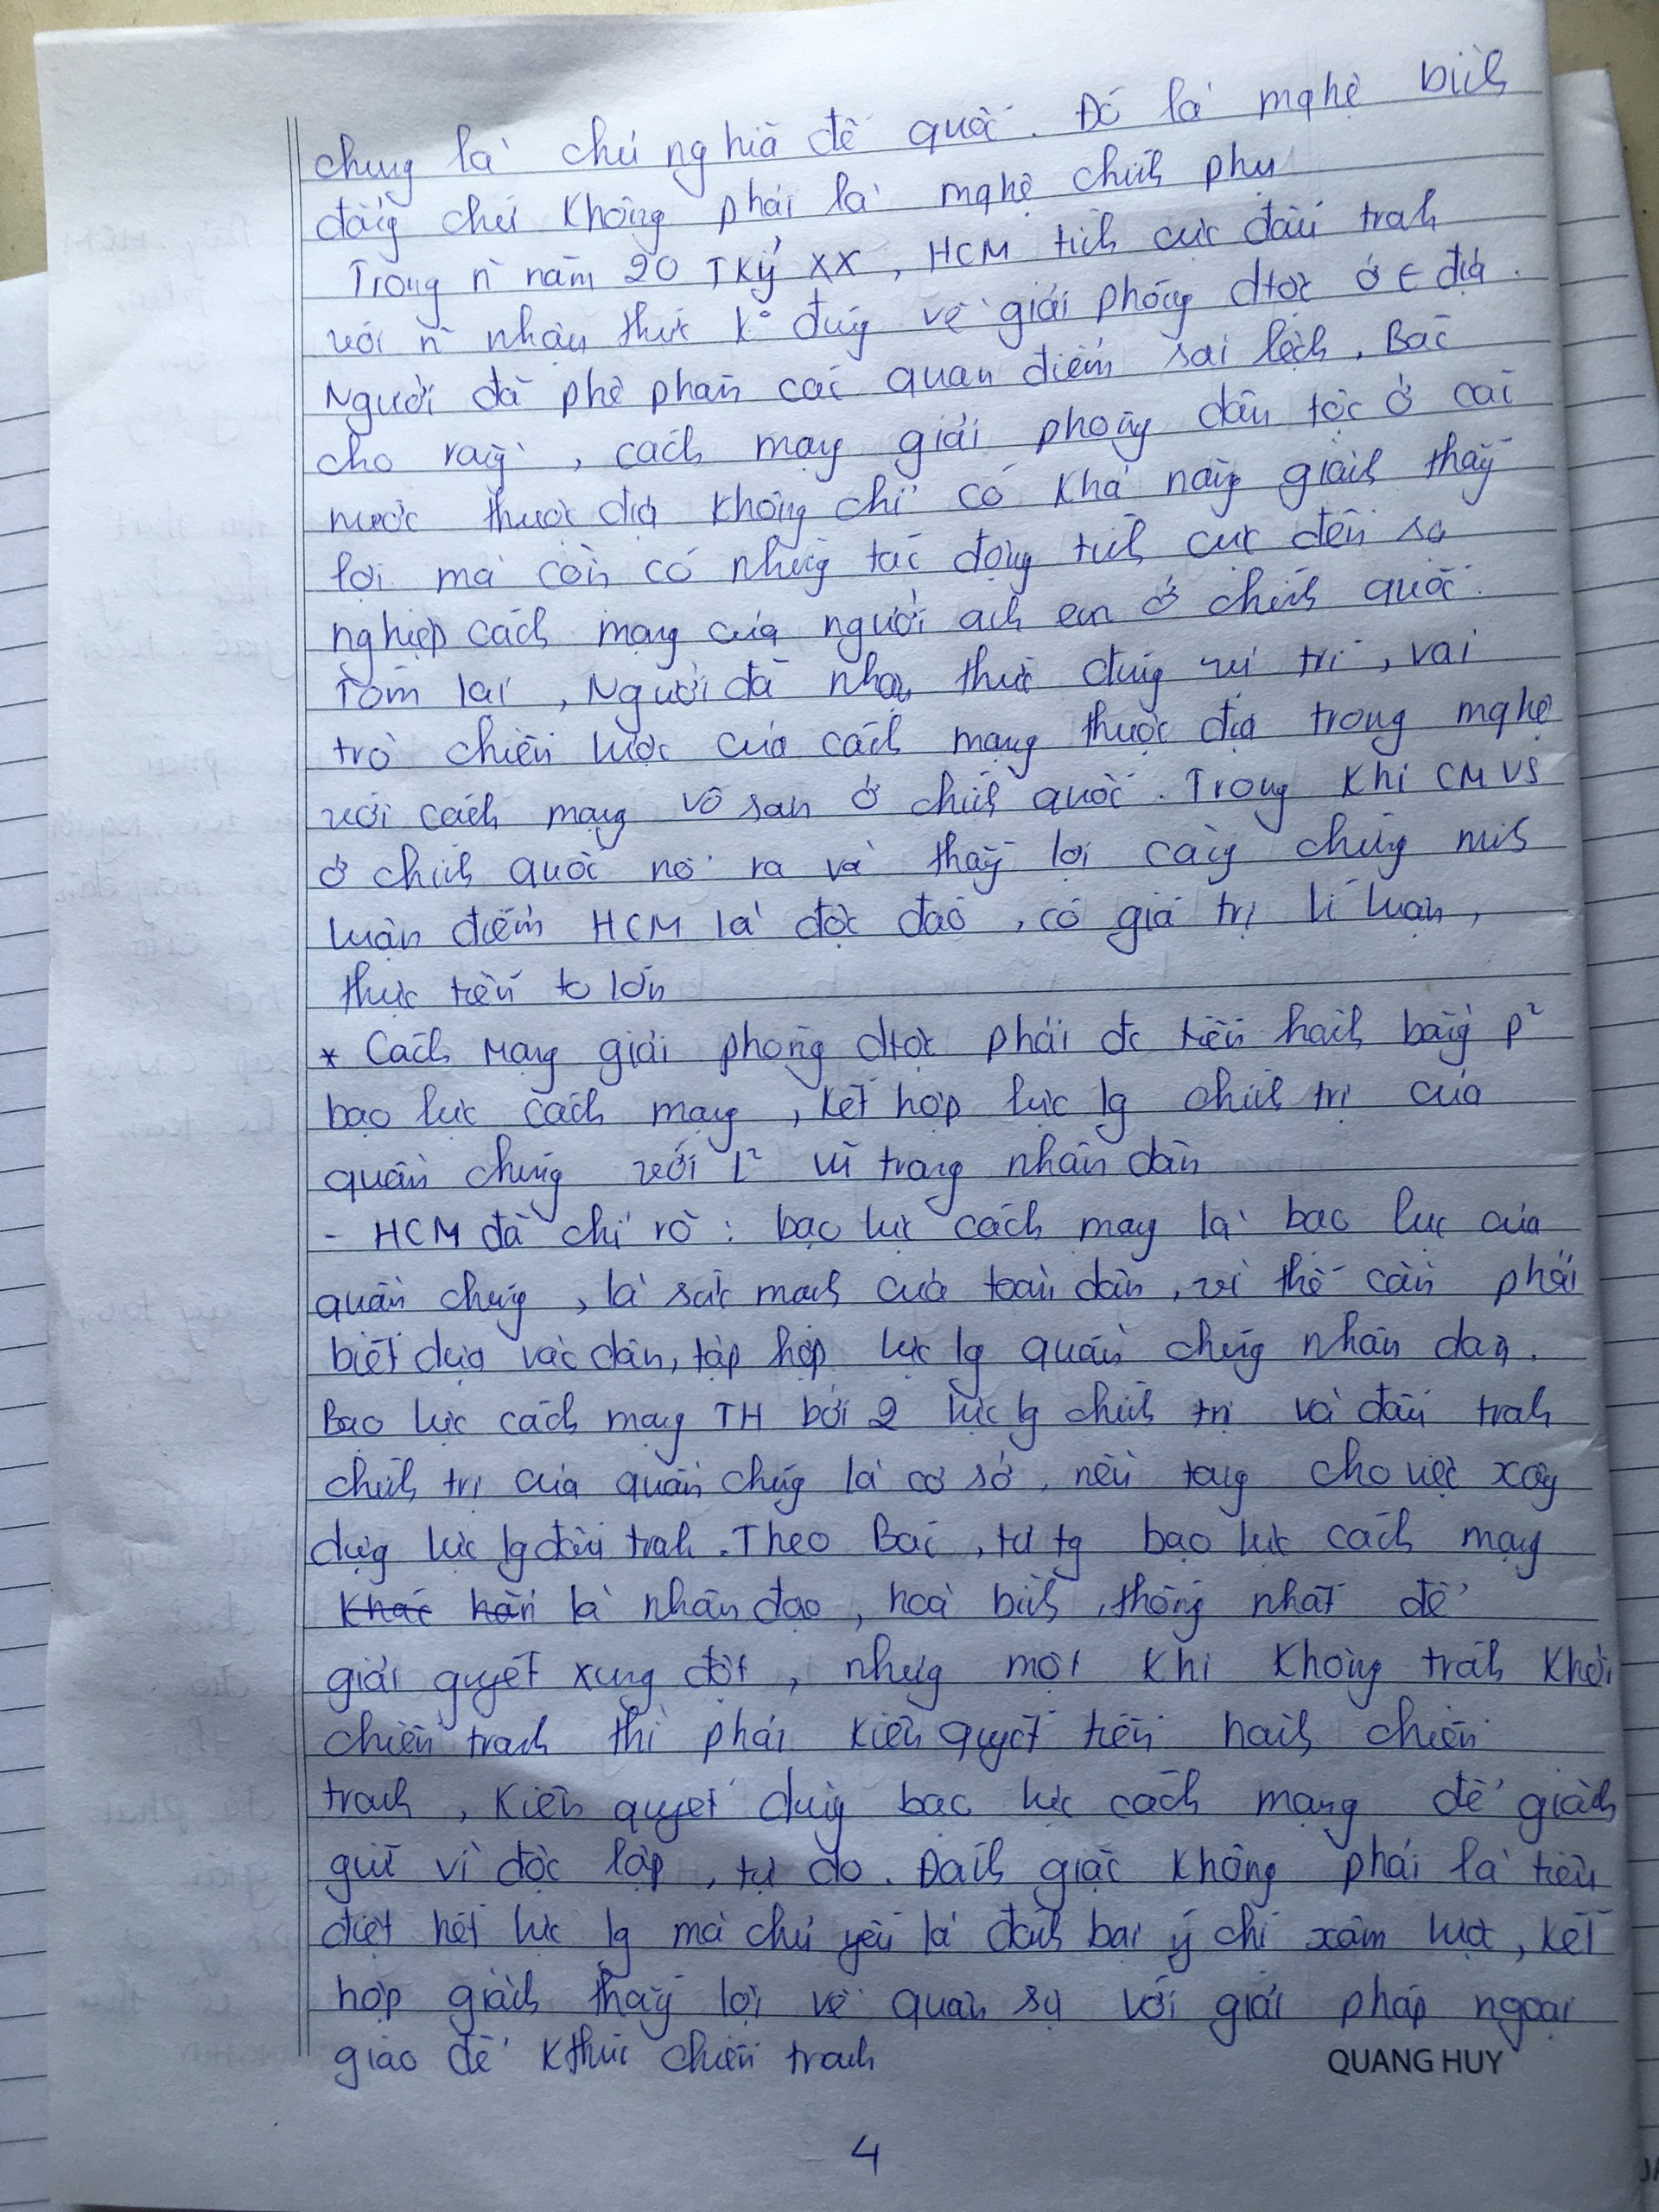 chung là chủ nghĩa đế quốc. Đó là mqhệ bình
đẳng chứ không phải là mqhệ chính phụ
Trong n~ năm 20 TKỷ XX, HCM tích cực đấu tranh
với n~ nhận thức k° đúng về giải phóng dtộc ở t địa.
Người đã phê phán các quan điểm sai lệch, Bác
cho rằng, cách mạng giải phóng dân tộc ở các
nước thuộc địa không chỉ có khả năng giành thắng
lợi mà còn có những tác động tích cực đến sự
nghiệp cách mạng của người anh em ở chính quốc.
Tóm lại, Người đã nhận thức đúng vị trí, vai
trò chiến lược của cách mạng thuộc địa trong mqhệ
với cách mạng vô sản ở chính quốc. Trong khi CMVS
ở chính quốc nổ ra và thắng lợi càng chứng minh
luận điểm HCM là độc đáo, có giá trị lí luận,
thực tiễn to lớn
* Cách mạng giải phóng dtộc phải đc tiến hành bằng p²
bạo lực cách mạng, kết hợp lực lg chính trị của
quần chúng với L² vũ trang nhân dân
- HCM đã chỉ rõ: bạo lực cách mạng là bạo lực của
quần chúng, là sức mạnh của toàn dân, vì thế cần phải
biết dựa vào dân, tập hợp lực lg quần chúng nhân dân.
Bạo lực cách mạng TH bởi 2 lực lg chính trị và đấu tranh
chính trị của quần chúng là cơ sở, nền tảng cho việc xây
dựng lực lg đấu tranh. Theo Bác, tư tg bạo lực cách mạng
khác hẳn là nhân đạo, hoà bình, thống nhất để
giải quyết xung đột, nhưng một khi không tránh khỏi
chiến tranh thì phải kiên quyết tiến hành chiến
tranh, kiên quyết dùng bạo lực cách mạng để giành
giữ vì độc lập, tự do. Đánh giặc không phải là tiêu
diệt hết lực lg mà chủ yếu là đánh bại ý chí xâm lược, kết
hợp giành thắng lợi về quân sự với giải pháp ngoại
giao để kthúc chiến tranh
QUANG HUY
4